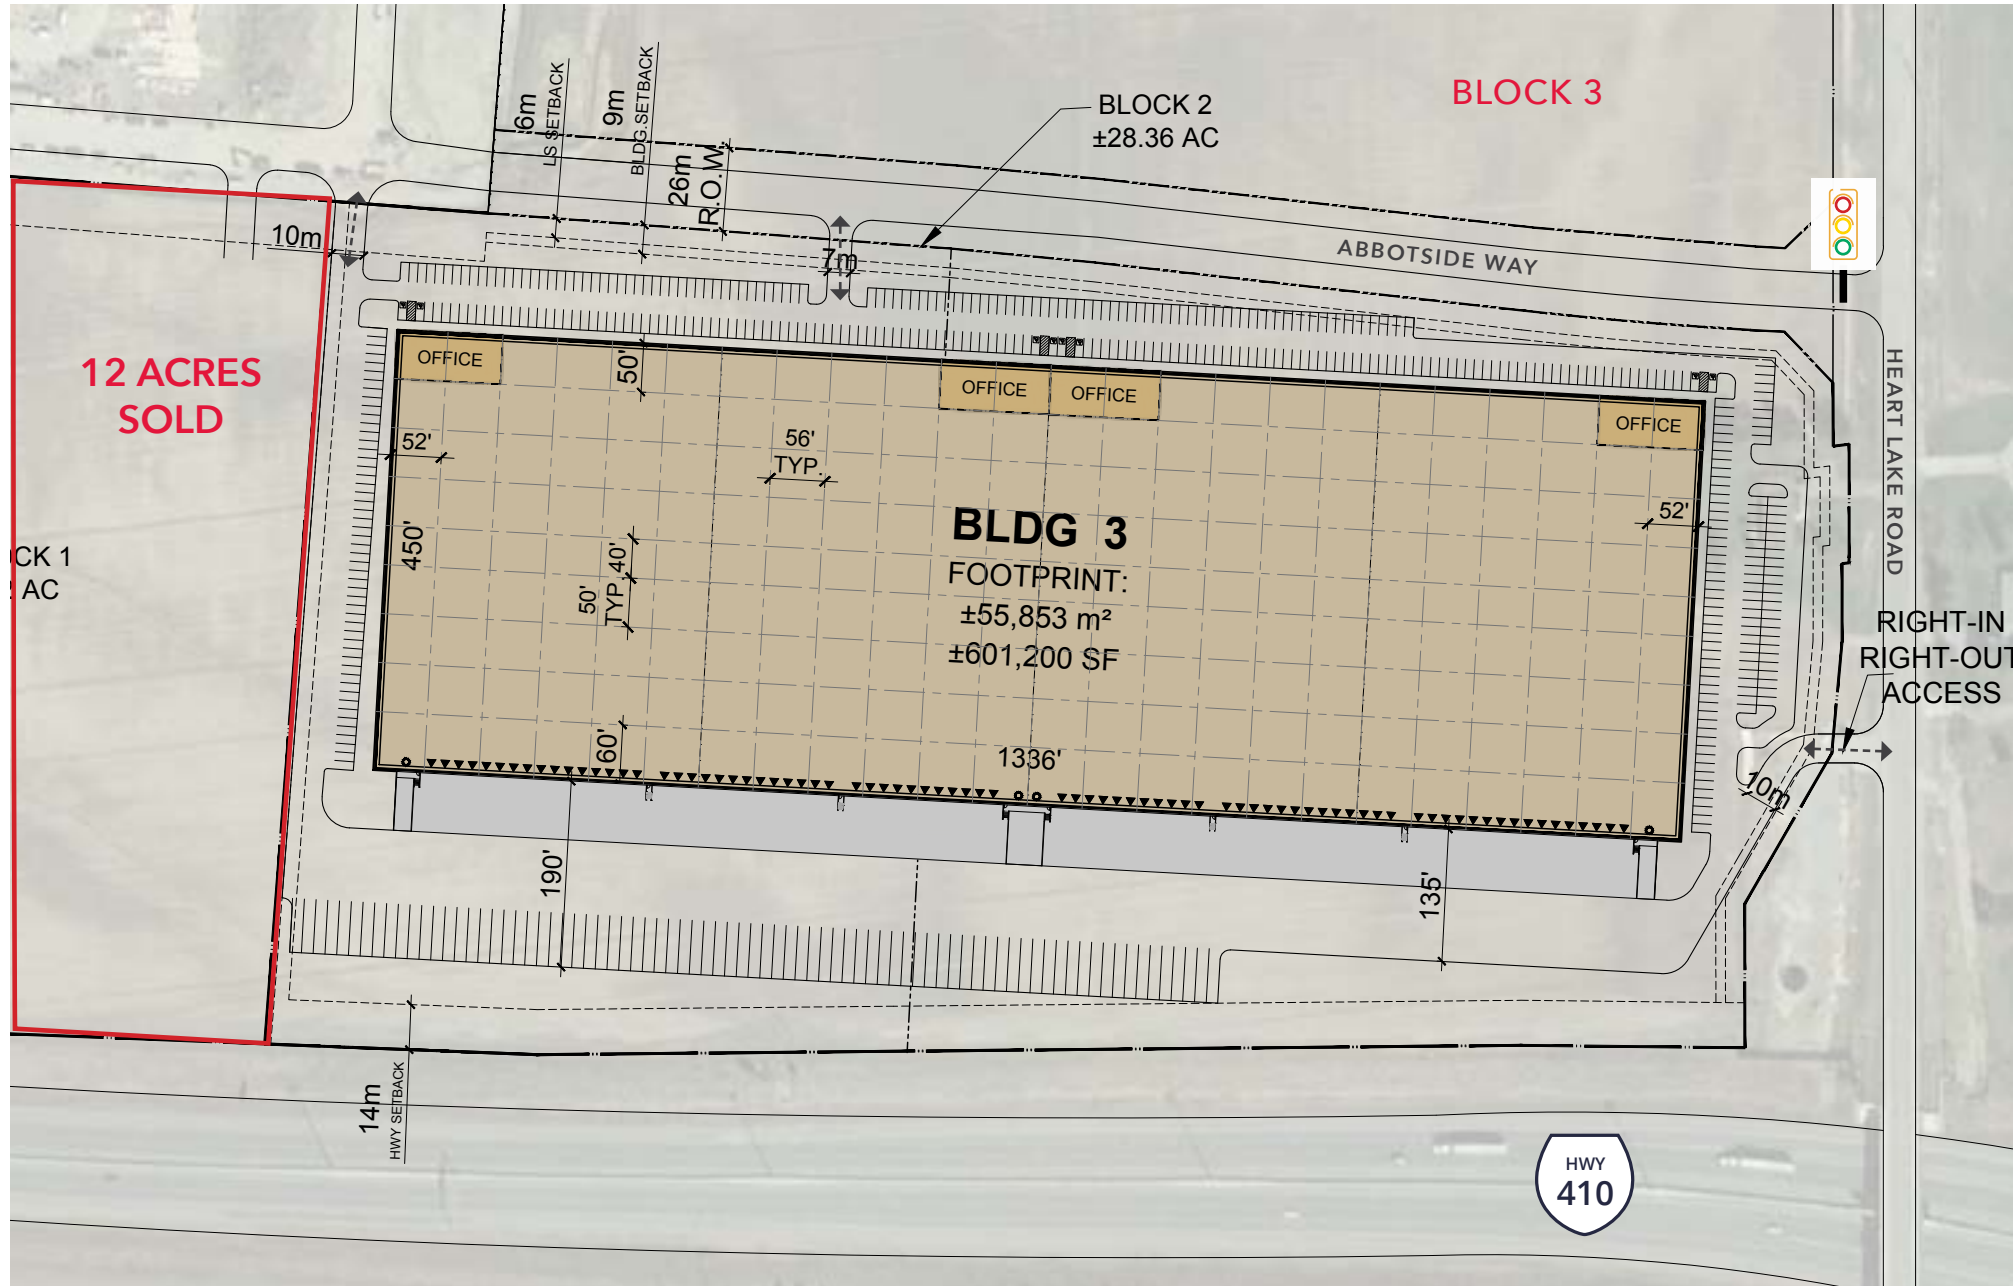 6m
LS SETBACK
9m
BLDG.SETBACK
26m
R.O.W.
BLOCK 2
±28.36 AC
BLOCK 3
ABBOTSIDE WAY
HEART LAKE ROAD
10m
7m
12 ACRES
SOLD
CK 1
AC
OFFICE
OFFICE
OFFICE
OFFICE
50'
52'
56'
TYP.
52'
450'
40'
50'
TYP.
60'
BLDG 3
FOOTPRINT:
±55,853 m²
±601,200 SF
1336'
RIGHT-IN
RIGHT-OUT
ACCESS
10m
190'
135'
14m
HWY SETBACK
HWY
410